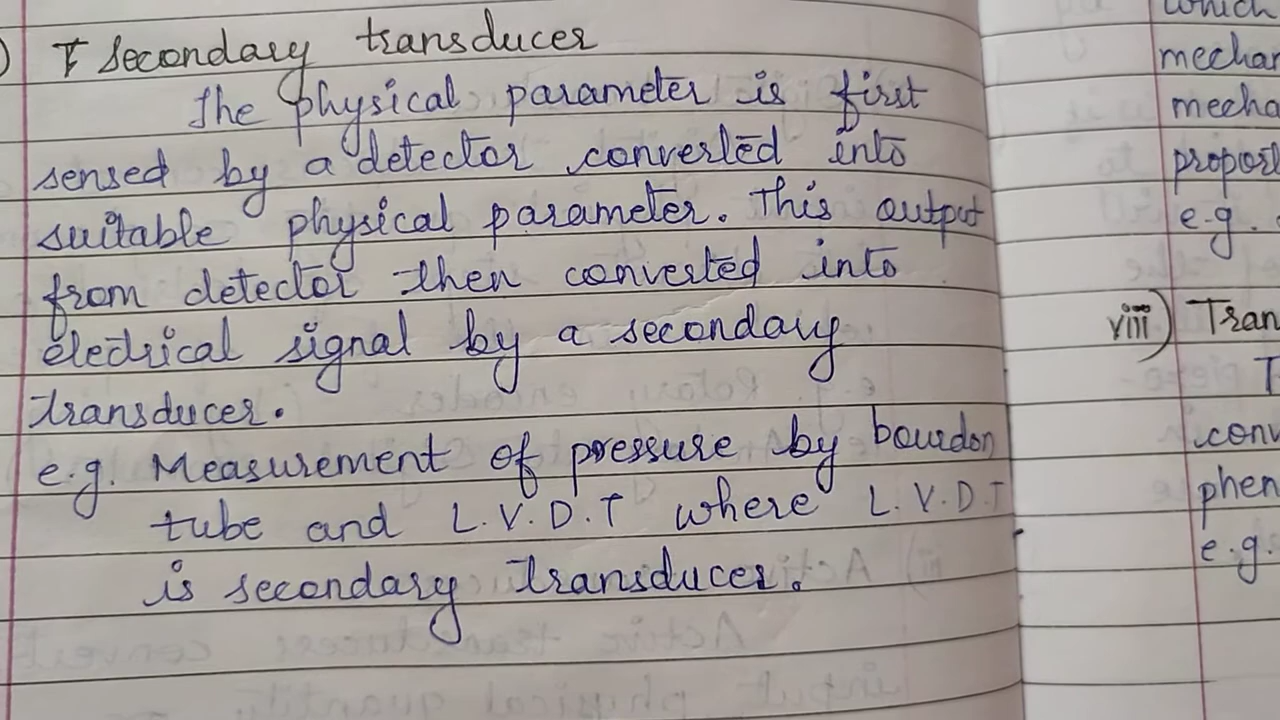 ) Secondary transducer
The physical parameter is first
sensed by a detector converted into
suitable physical parameter. This output
from detector then converted into
electrical signal by a secondary
transducer.
e.g. Measurement of pressure by bourdon
tube and L.V.D.T where L.V.D.T
is secondary transducer.
which
mechan
mecha
propor
e.g.
viii) Tran
T
conv
phen
e.g.